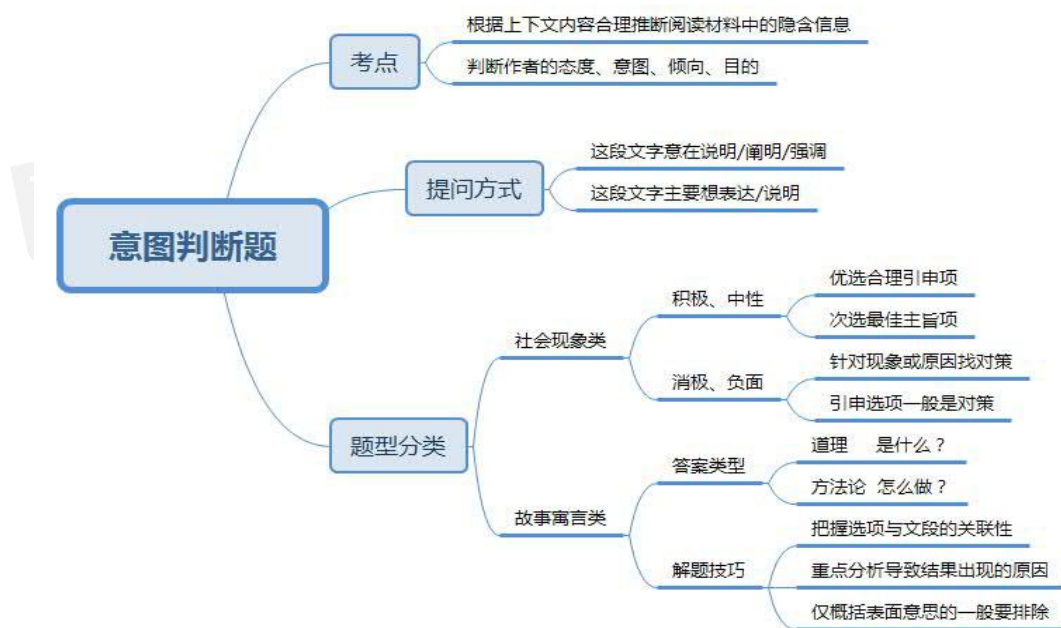 考点
根据上下文内容合理推断阅读材料中的隐含信息
判断作者的态度、意图、倾向、目的
提问方式
这段文字意在说明/阐明/强调
这段文字主要想表达/说明
意图判断题
题型分类
社会现象类
积极、中性
优选合理引申项
次选最佳主旨项
消极、负面
针对现象或原因找对策
引申选项一般是对策
故事寓言类
答案类型
道理 是什么？
方法论 怎么做？
解题技巧
把握选项与文段的关联性
重点分析导致结果出现的原因
仅概括表面意思的一般要排除